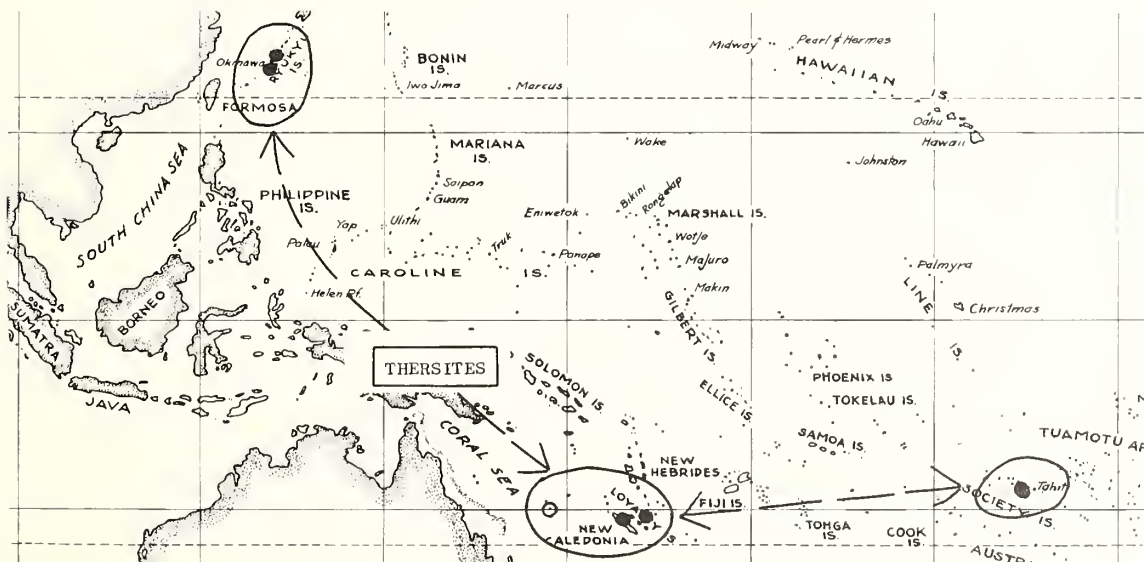 Okinawa
RYUKYU
IS.
FORMOSA
BONIN
IS.
Iwo Jima
Marcus
Midway
Pearl & Hermes
HAWAIIAN
IS.
Oahu
Hawaii
Johnston
MARIANA
IS.
Saipan
Guam
Wake
SOUTH CHINA SEA
PHILIPPINE
IS.
Yap
Ulithi
Palau
Helen Rf.
CAROLINE
IS.
Truk
Eniwetok
Panape
Bikini
Rongelap
MARSHALL IS.
Wotje
Majuro
Makin
GILBERT IS.
Palmyra
LINE
IS.
Christmas
SUMATRA
BORNEO
JAVA
THERSITES
SOLOMON IS.
ELLICE IS.
PHOENIX IS
TOKELAU IS.
SAMOA IS.
CORAL SEA
NEW
HEBRIDES
LOYALTY
IS
NEW
CALEDONIA
FIJI IS.
TONGA
IS.
COOK
IS.
SOCIETY
IS.
Tahiti
TUAMOTU